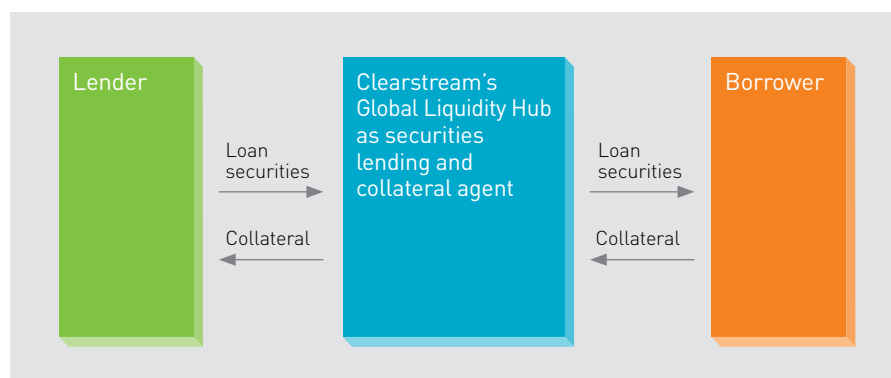 Lender
Loan
securities
Collateral
Clearstream's
Global Liquidity Hub
as securities
lending and
collateral agent
Loan
securities
Collateral
Borrower